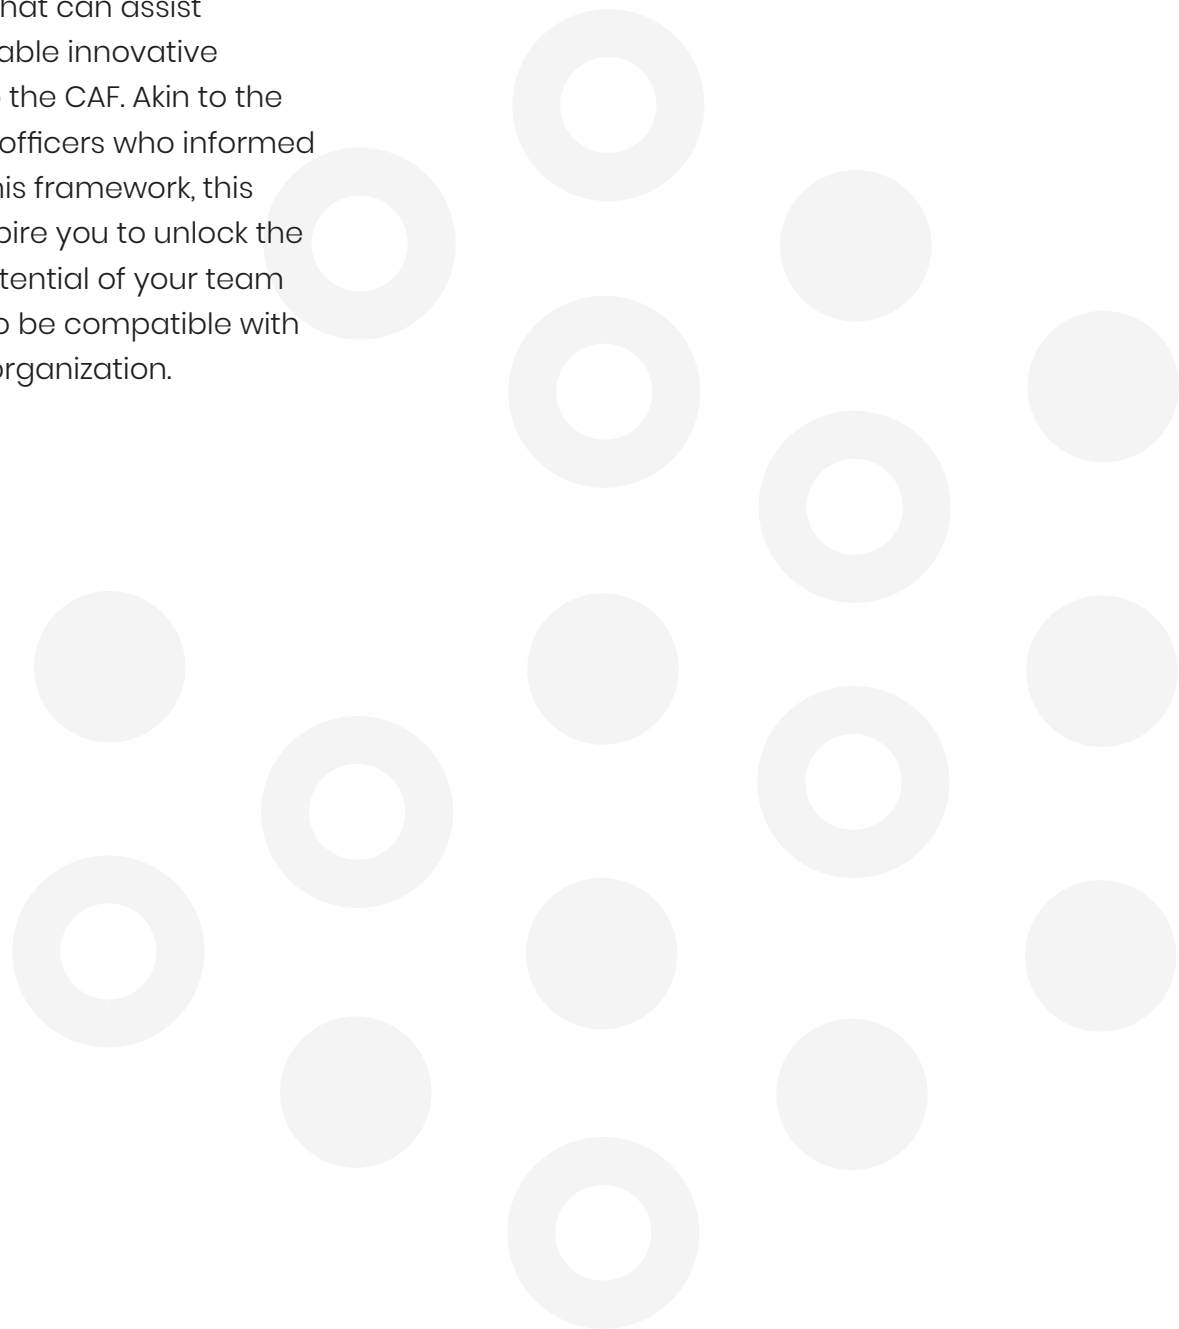 hat can assist
able innovative
the CAF. Akin to the
officers who informed
his framework, this
pire you to unlock the
tential of your team
o be compatible with
organization.